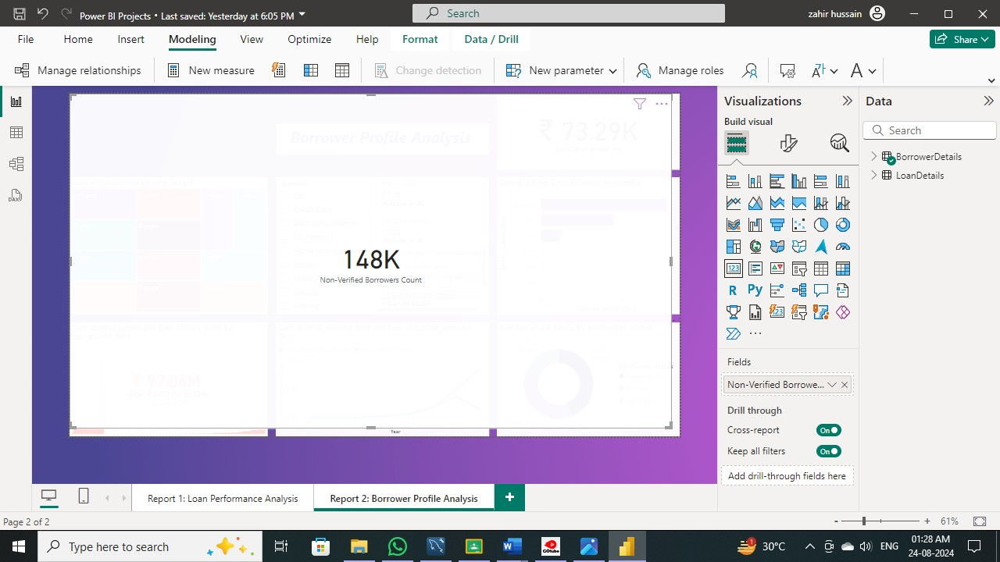 Power BI Projects • Last saved: Yesterday at 6:05 PM
Search
zahir hussain
File Home Insert Modeling View Optimize Help Format Data / Drill
Share
Manage relationships New measure Change detection New parameter Manage roles
Visualizations
Data
Build visual
Search
BorrowerDetails
LoanDetails
₹ 73.29K
Borrower Profile Analysis
148K
Non-Verified Borrowers Count
Year
Fields
Non-Verified Borrowe...
Drill through
Cross-report On
Keep all filters On
Add drill-through fields here
Report 1: Loan Performance Analysis Report 2: Borrower Profile Analysis
Page 2 of 2
61%
Type here to search
30°C
ENG
01:28 AM
24-08-2024